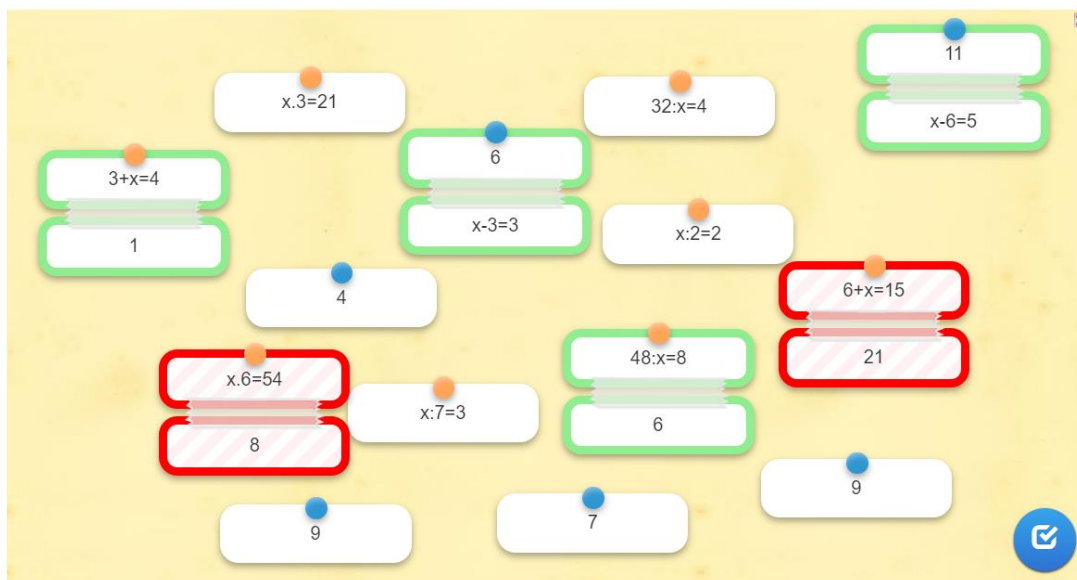 11
x-6=5
x.3=21
32:x=4
6
x-3=3
3+x=4
1
x:2=2
4
6+x=15
21
48:x=8
6
x.6=54
8
x:7=3
9
7
9